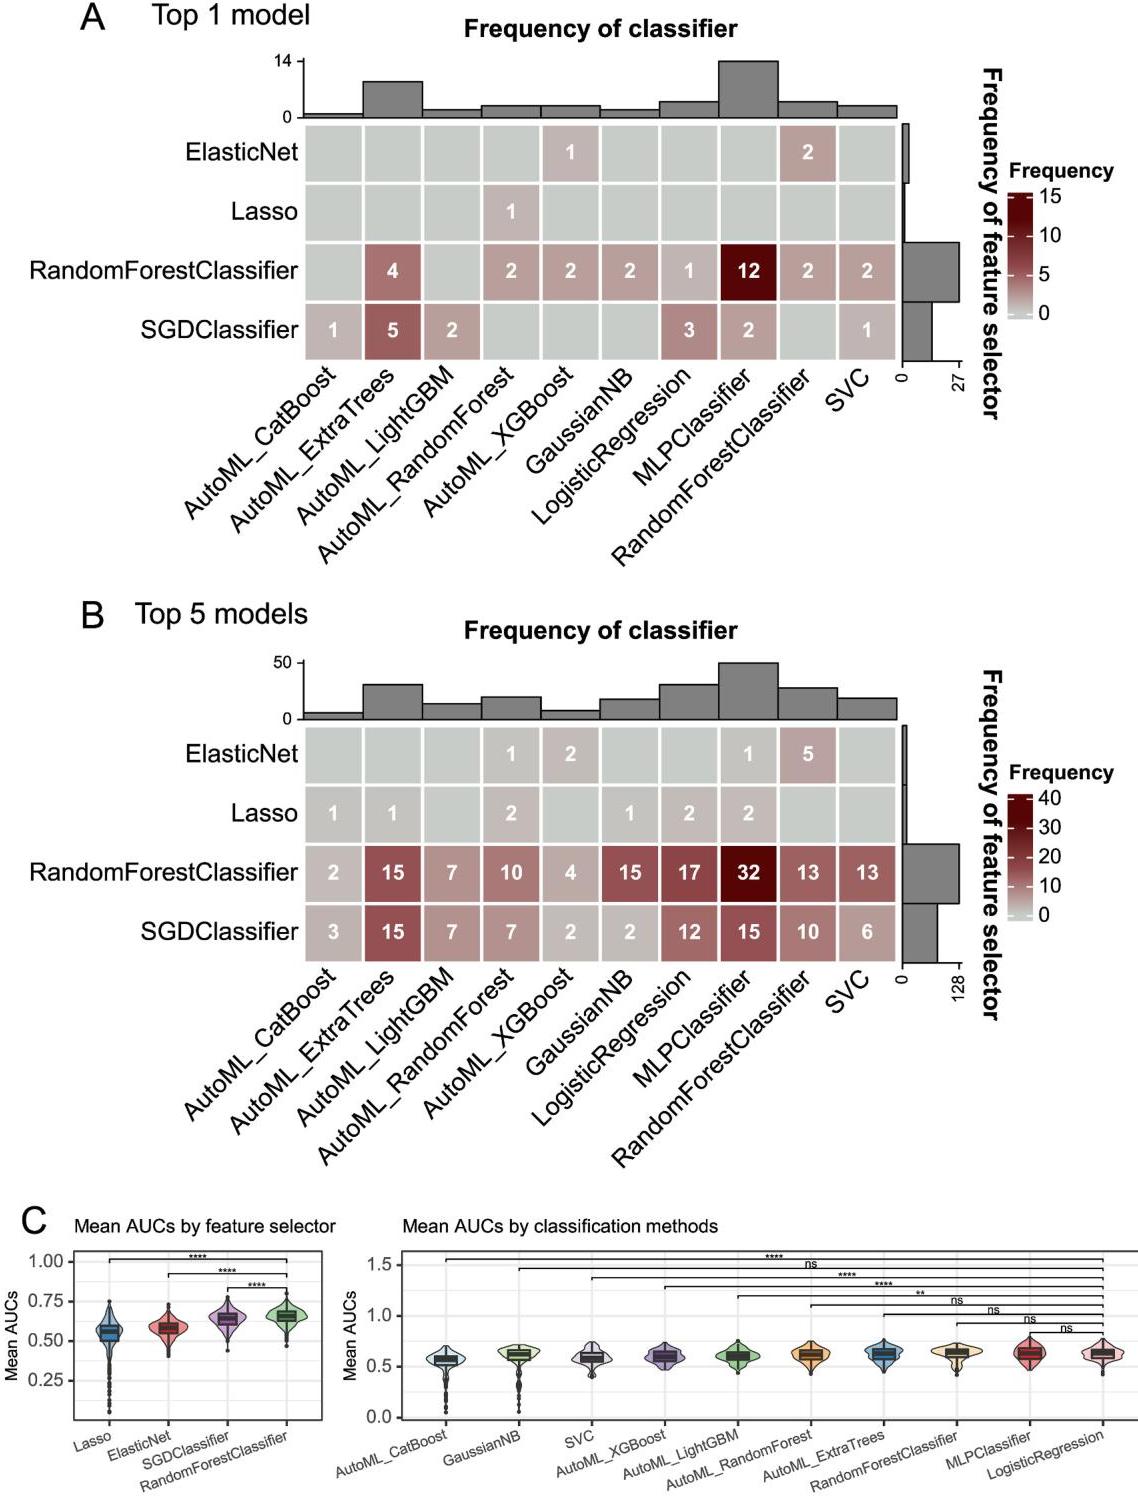 A Top 1 model
Frequency of classifier
14
0
ElasticNet 1 2
Lasso 1
RandomForestClassifier 4 2 2 2 1 12 2 2
SGDClassifier 1 5 2 3 2 1
0 27
Frequency of feature selector
Frequency
15
10
5
0
AutoML_CatBoost
AutoML_ExtraTrees
AutoML_LightGBM
AutoML_RandomForest
AutoML_XGBoost
GaussianNB
LogisticRegression
MLPClassifier
RandomForestClassifier
SVC
B Top 5 models
Frequency of classifier
50
0
ElasticNet 1 2 1 5
Lasso 1 1 2 1 2 2
RandomForestClassifier 2 15 7 10 4 15 17 32 13 13
SGDClassifier 3 15 7 7 2 2 12 15 10 6
0 128
Frequency of feature selector
Frequency
40
30
20
10
0
AutoML_CatBoost
AutoML_ExtraTrees
AutoML_LightGBM
AutoML_RandomForest
AutoML_XGBoost
GaussianNB
LogisticRegression
MLPClassifier
RandomForestClassifier
SVC
C Mean AUCs by feature selector
Mean AUCs
1.00
0.75
0.50
0.25
****
****
****
Lasso
ElasticNet
SGDClassifier
RandomForestClassifier
Mean AUCs by classification methods
Mean AUCs
1.5
1.0
0.5
0.0
****
ns
****
****
**
ns
ns
ns
ns
AutoML_CatBoost
GaussianNB
SVC
AutoML_XGBoost
AutoML_LightGBM
AutoML_RandomForest
AutoML_ExtraTrees
RandomForestClassifier
MLPClassifier
LogisticRegression